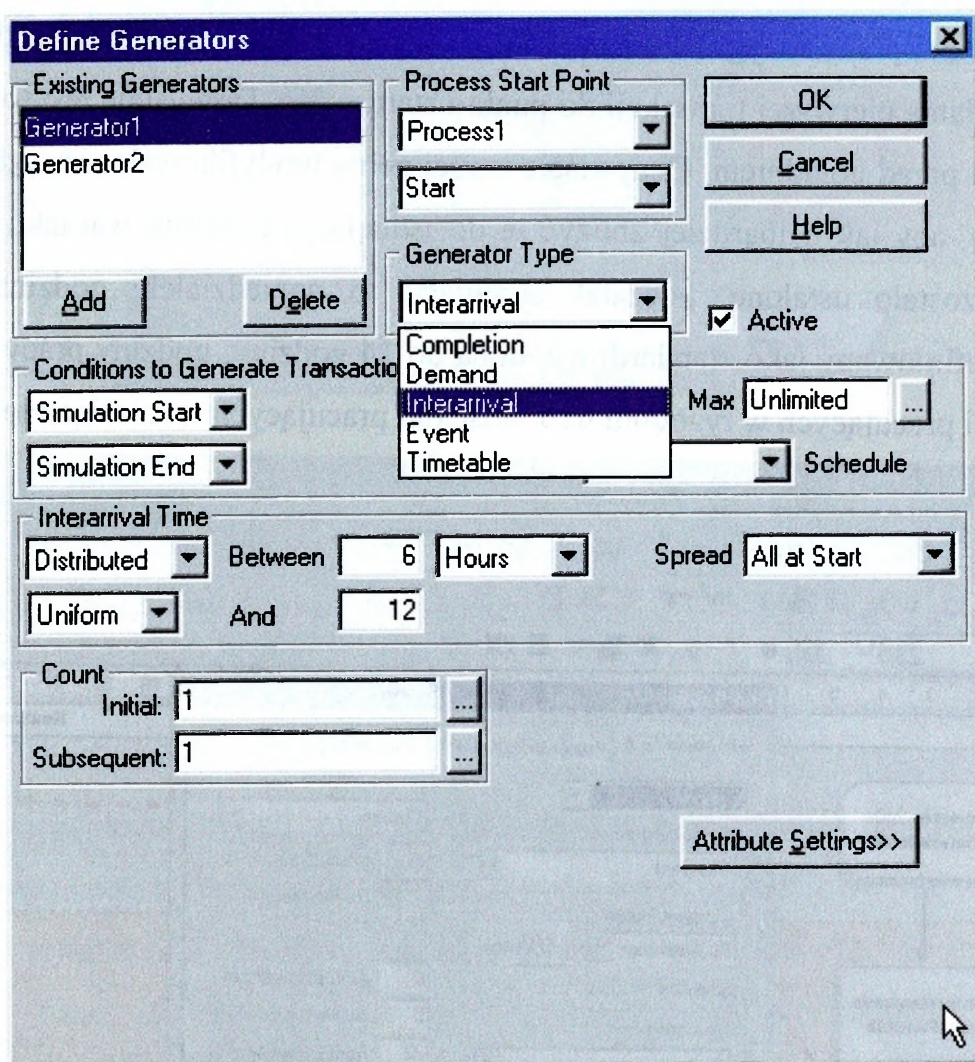 Define Generators
Existing Generators
Generator1
Generator2
Add
Delete
Process Start Point
Process1
Start
OK
Cancel
Help
Generator Type
Interarrival
Completion
Demand
Interarrival
Event
Timetable
Active
Conditions to Generate Transactio
Simulation Start
Simulation End
Max Unlimited ...
Schedule
Interarrival Time
Distributed Between 6 Hours Spread All at Start
Uniform And 12
Count
Initial: 1 ...
Subsequent: 1 ...
Attribute Settings>>